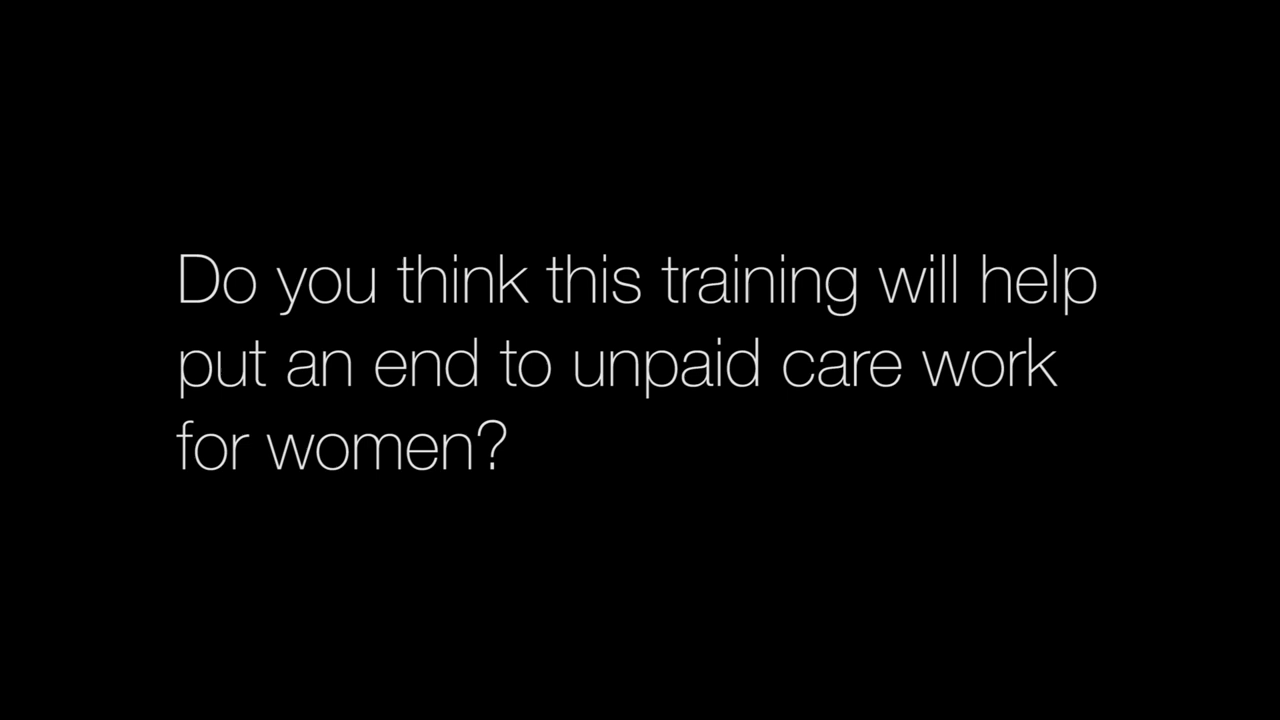 Do you think this training will help
put an end to unpaid care work
for women?